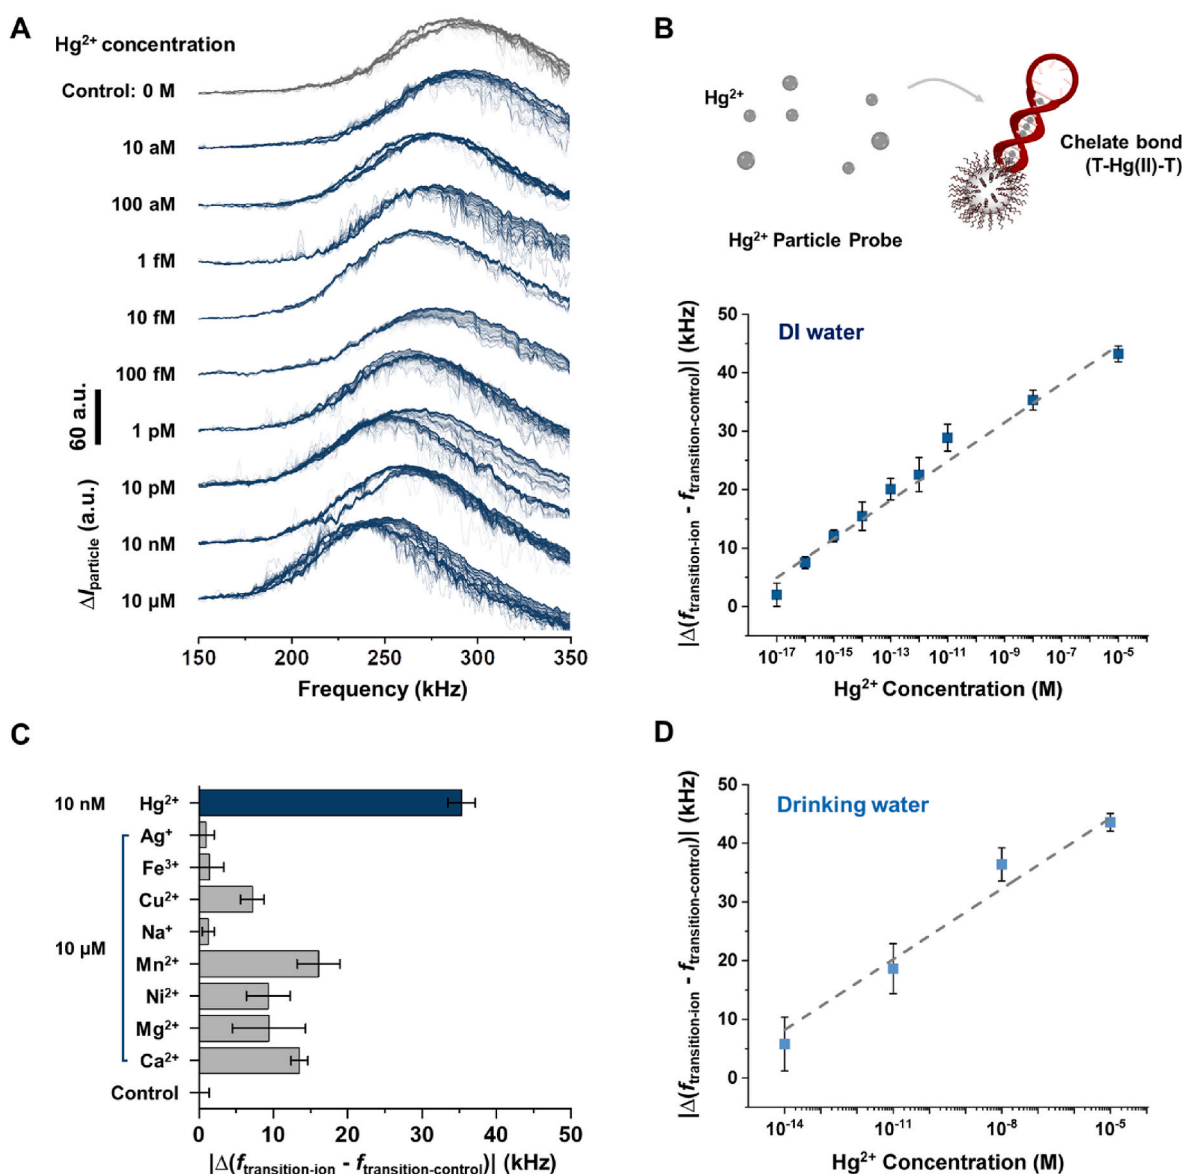 A
Hg²⁺ concentration
Control: 0 M
10 aM
100 aM
1 fM
10 fM
100 fM
1 pM
10 pM
10 nM
10 µM
60 a.u.
ΔI_particle (a.u.)
150 200 250 300 350
Frequency (kHz)
B
Hg²⁺
Chelate bond
(T-Hg(II)-T)
Hg²⁺ Particle Probe
DI water
|Δ(f_transition-ion - f_transition-control)| (kHz)
50
40
30
20
10
0
10⁻¹⁷ 10⁻¹⁵ 10⁻¹³ 10⁻¹¹ 10⁻⁹ 10⁻⁷ 10⁻⁵
Hg²⁺ Concentration (M)
C
10 nM
Hg²⁺
Ag⁺
Fe³⁺
Cu²⁺
Na⁺
10 µM
Mn²⁺
Ni²⁺
Mg²⁺
Ca²⁺
Control
0 10 20 30 40 50
|Δ(f_transition-ion - f_transition-control)| (kHz)
D
Drinking water
|Δ(f_transition-ion - f_transition-control)| (kHz)
50
40
30
20
10
0
10⁻¹⁴ 10⁻¹¹ 10⁻⁸ 10⁻⁵
Hg²⁺ Concentration (M)